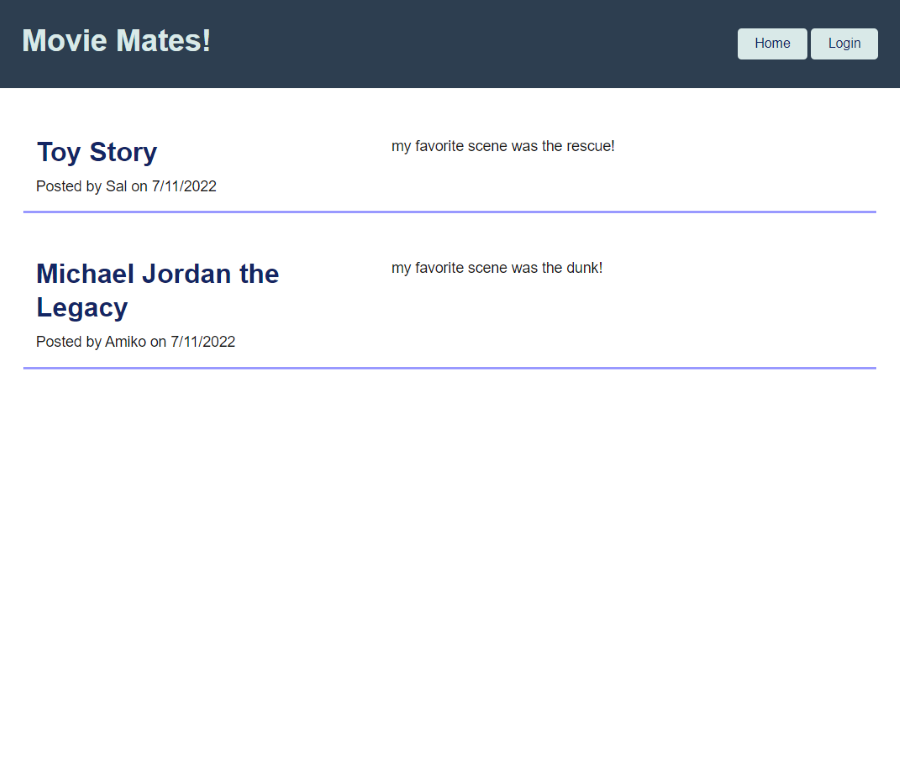 Movie Mates!
Home
Login
Toy Story
my favorite scene was the rescue!
Posted by Sal on 7/11/2022
Michael Jordan the
Legacy
my favorite scene was the dunk!
Posted by Amiko on 7/11/2022